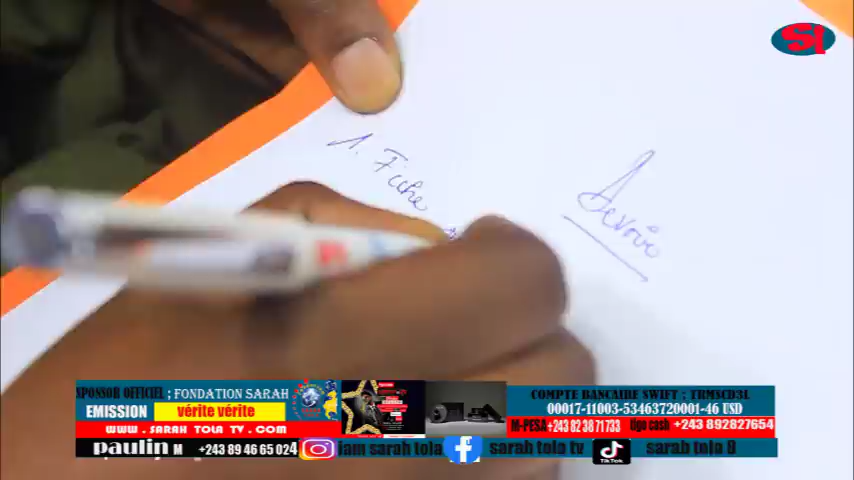 SI
Devoir
1. Fiche
SPONSOR OFFICIEL ; FONDATION SARAH
EMISSION vérite vérite
www . SARAH TOLA TV . COM
paulin M +243 89 46 65 024
iam sarah tola
sarah tola tv
TikTok
sarah tola B
COMPTE BANCAIRE SWIFT ; TRMSCD3L
00017-11003-53463720001-46 USD
M-PESA +243 82 38 71 733 Tigo cash +243 892827654